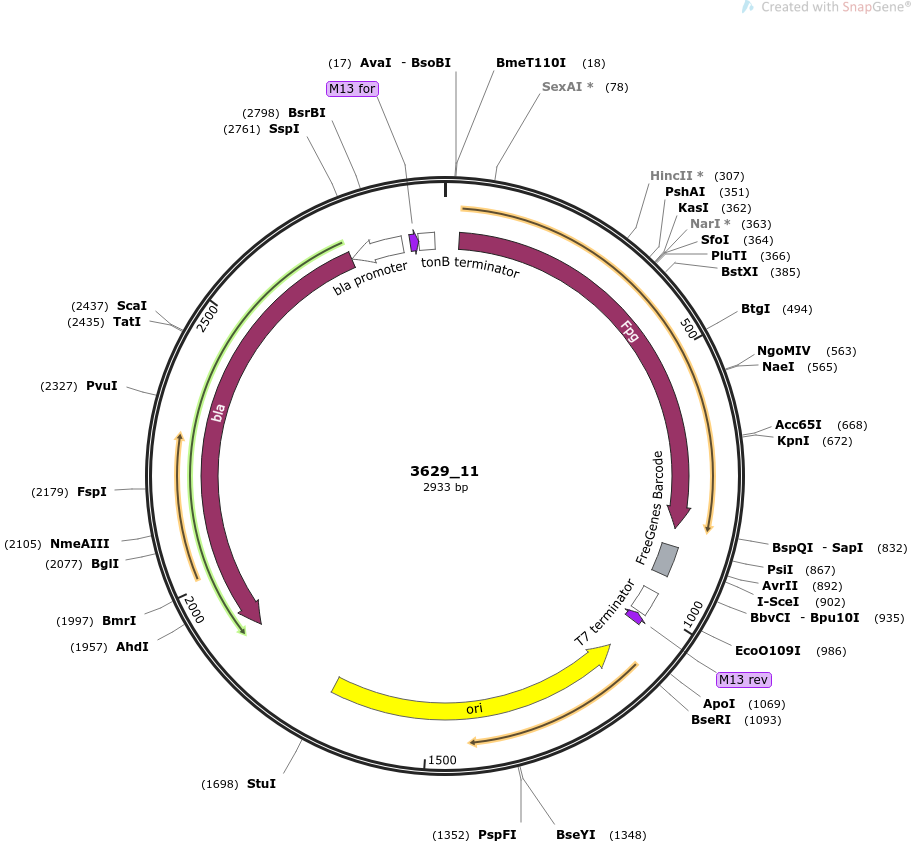 Created with SnapGene®
(17) AvaI - BsoBI
BmeT110I (18)
M13 for
SexAI * (78)
(2798) BsrBI
(2761) SspI
HincII * (307)
PshAI (351)
KasI (362)
NarI * (363)
SfoI (364)
PluTI (366)
BstXI (385)
bla promoter
tonB terminator
(2437) ScaI
(2435) TatI
2500
Fpg
500
BtgI (494)
NgoMIV (563)
NaeI (565)
(2327) PvuI
bla
Acc65I (668)
KpnI (672)
3629_11
2933 bp
FreeGenes Barcode
(2179) FspI
(2105) NmeAIII
(2077) BglI
BspQI - SapI (832)
PsiI (867)
AvrII (892)
I-SceI (902)
BbvCI - Bpu10I (935)
2000
T7 terminator
1000
(1997) BmrI
(1957) AhdI
EcoO109I (986)
M13 rev
ApoI (1069)
BseRI (1093)
ori
1500
(1698) StuI
(1352) PspFI
BseYI (1348)